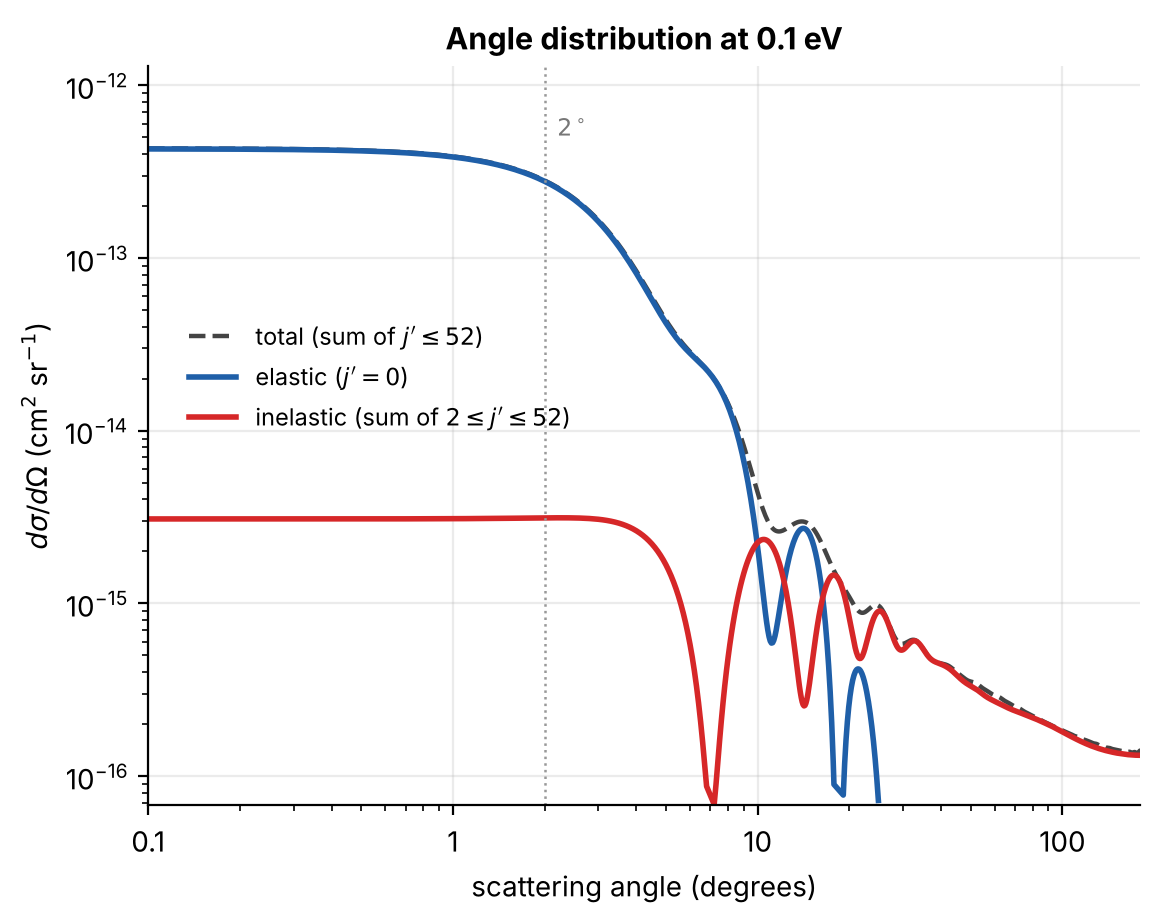 Angle distribution at 0.1 eV
10⁻¹²
2°
10⁻¹³
total (sum of j′ ≤ 52)
elastic (j′ = 0)
inelastic (sum of 2 ≤ j′ ≤ 52)
10⁻¹⁴
10⁻¹⁵
10⁻¹⁶
dσ/dΩ (cm² sr⁻¹)
0.1 1 10 100
scattering angle (degrees)